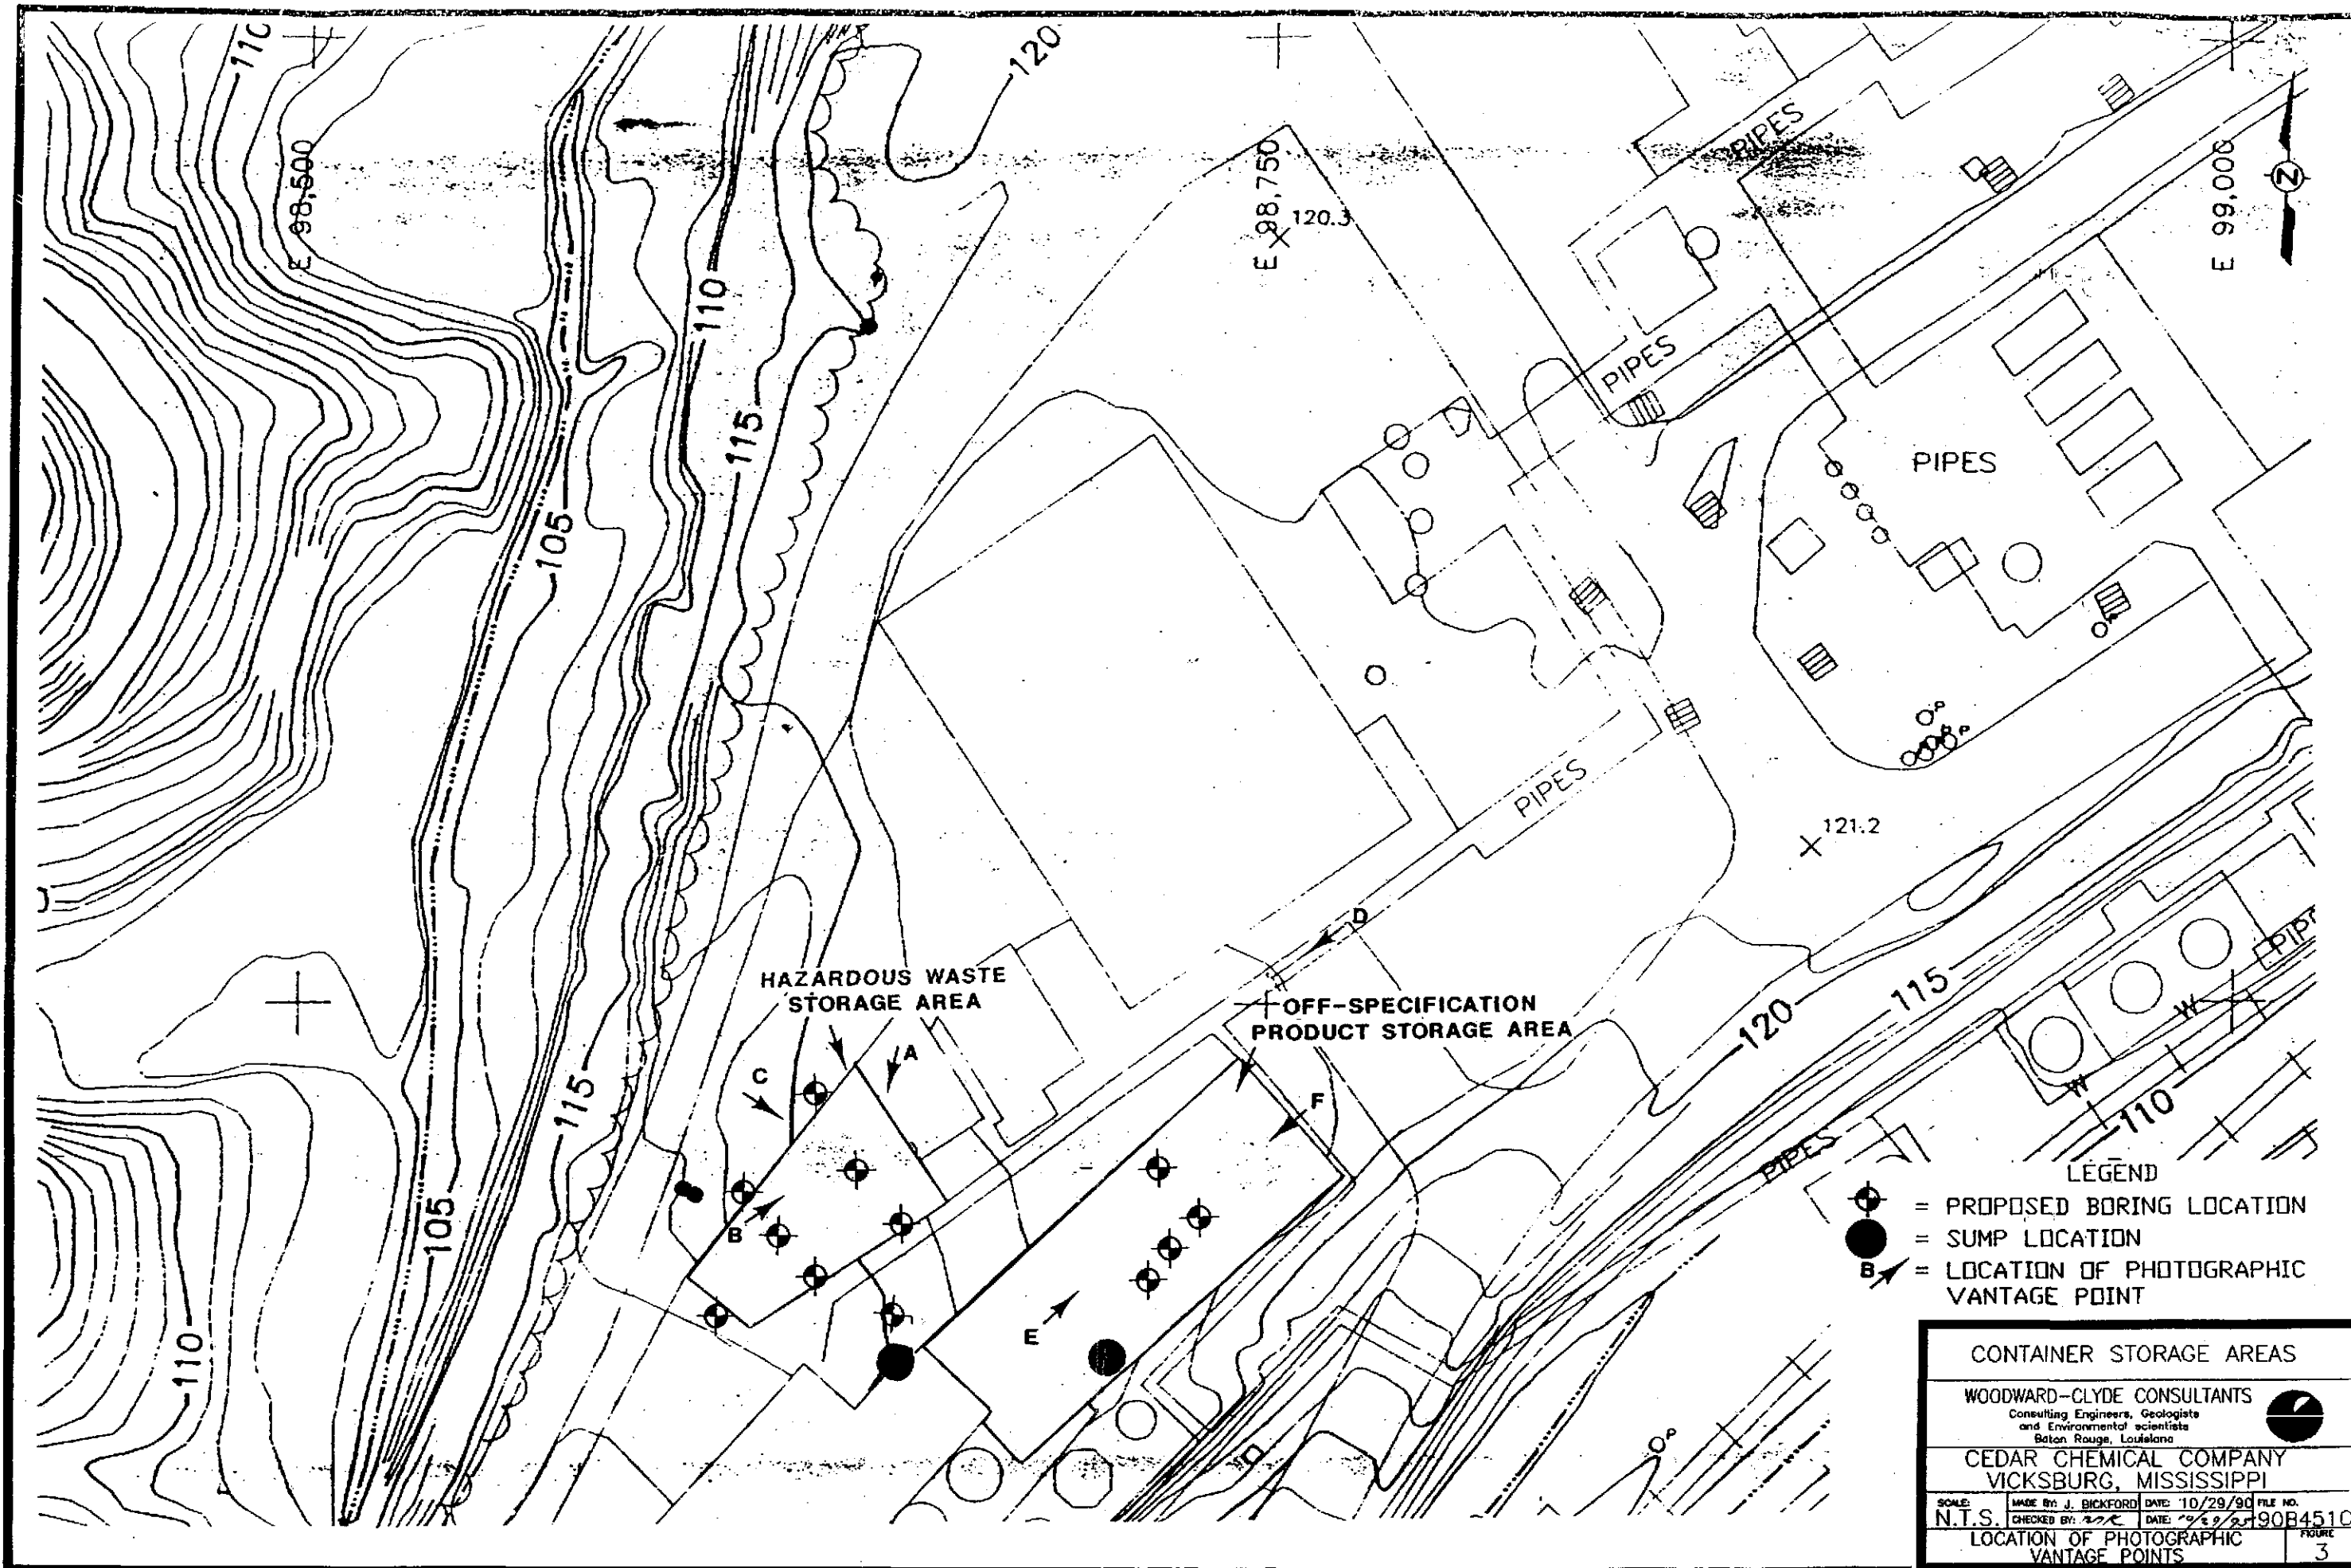 110
120
E 98,500
E 98,750
E 99,000
Z
PIPES
120.3
110
PIPES
115
PIPES
105
PIPES
121.2
D
HAZARDOUS WASTE
STORAGE AREA
OFF-SPECIFICATION
PRODUCT STORAGE AREA
115
120
W
W
110
A
C
F
115
PIPES
B
105
E
110
LEGEND
= PROPOSED BORING LOCATION
= SUMP LOCATION
B = LOCATION OF PHOTOGRAPHIC
VANTAGE POINT
CONTAINER STORAGE AREAS
WOODWARD-CLYDE CONSULTANTS
Consulting Engineers, Geologists
and Environmental scientists
Baton Rouge, Louisiana
CEDAR CHEMICAL COMPANY
VICKSBURG, MISSISSIPPI
SCALE: N.T.S.
MADE BY: J. BICKFORD DATE: 10/29/90
CHECKED BY: DATE:
FILE NO. 90B451C
LOCATION OF PHOTOGRAPHIC
VANTAGE POINTS
FIGURE 3